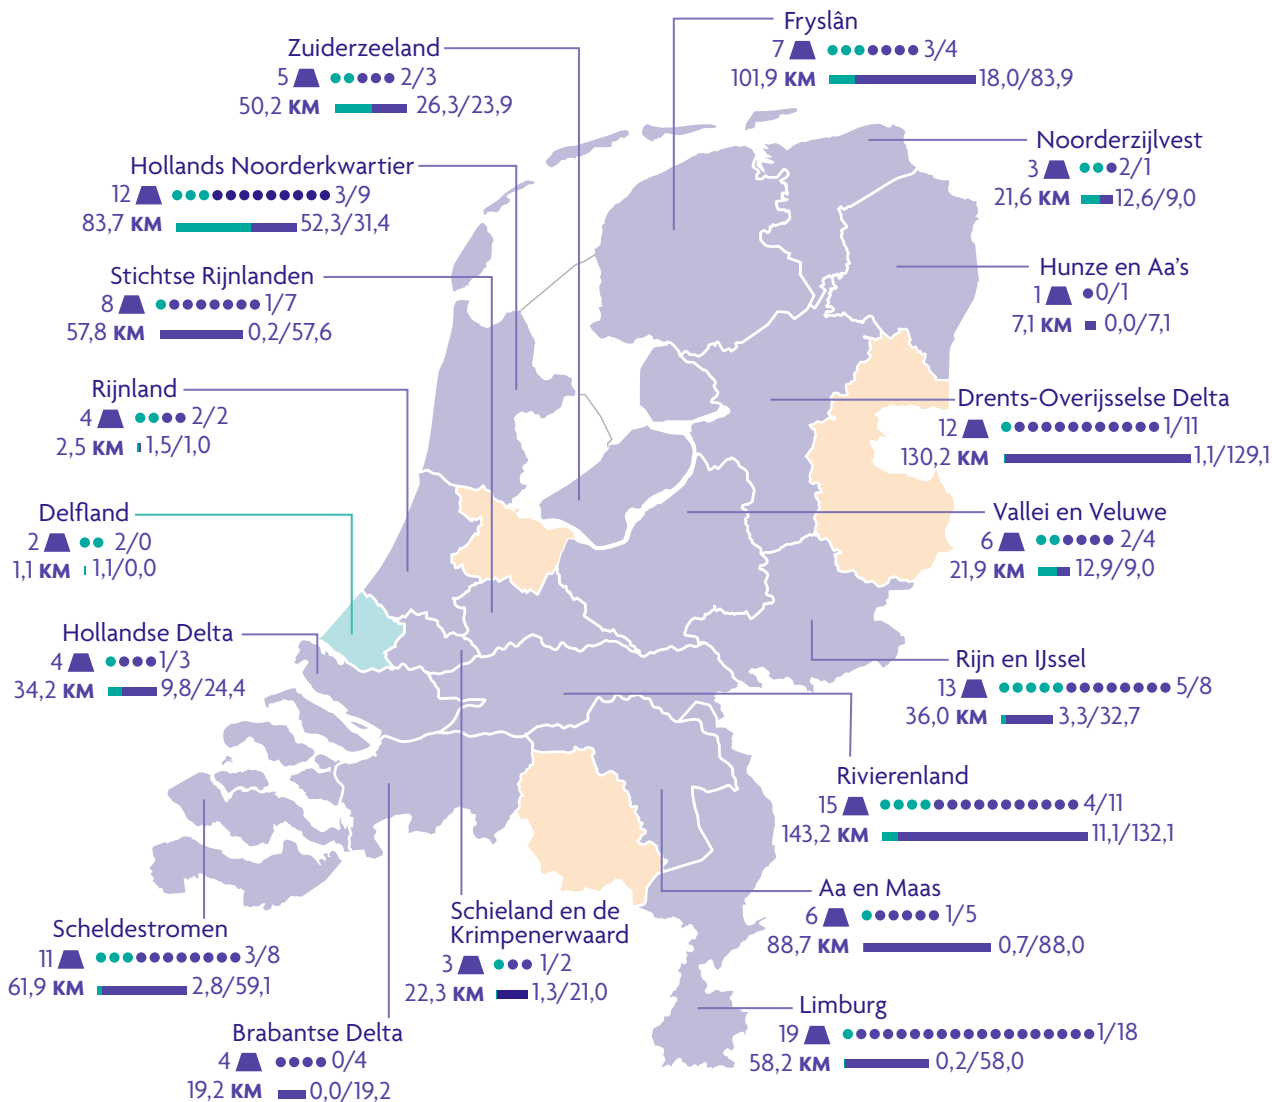 Fryslân
7 3/4
101,9 KM 18,0/83,9
Zuiderzeeland
5 2/3
50,2 KM 26,3/23,9
Noorderzijlvest
3 2/1
21,6 KM 12,6/9,0
Hollands Noorderkwartier
12 3/9
83,7 KM 52,3/31,4
Hunze en Aa's
1 0/1
7,1 KM 0,0/7,1
Stichtse Rijnlanden
8 1/7
57,8 KM 0,2/57,6
Rijnland
4 2/2
2,5 KM 1,5/1,0
Drents-Overijsselse Delta
12 1/11
130,2 KM 1,1/129,1
Delfland
2 2/0
1,1 KM 1,1/0,0
Vallei en Veluwe
6 2/4
21,9 KM 12,9/9,0
Hollandse Delta
4 1/3
34,2 KM 9,8/24,4
Rijn en IJssel
13 5/8
36,0 KM 3,3/32,7
Rivierenland
15 4/11
143,2 KM 11,1/132,1
Aa en Maas
6 1/5
88,7 KM 0,7/88,0
Scheldestromen
11 3/8
61,9 KM 2,8/59,1
Schieland en de
Krimpenerwaard
3 1/2
22,3 KM 1,3/21,0
Limburg
19 1/18
58,2 KM 0,2/58,0
Brabantse Delta
4 0/4
19,2 KM 0,0/19,2